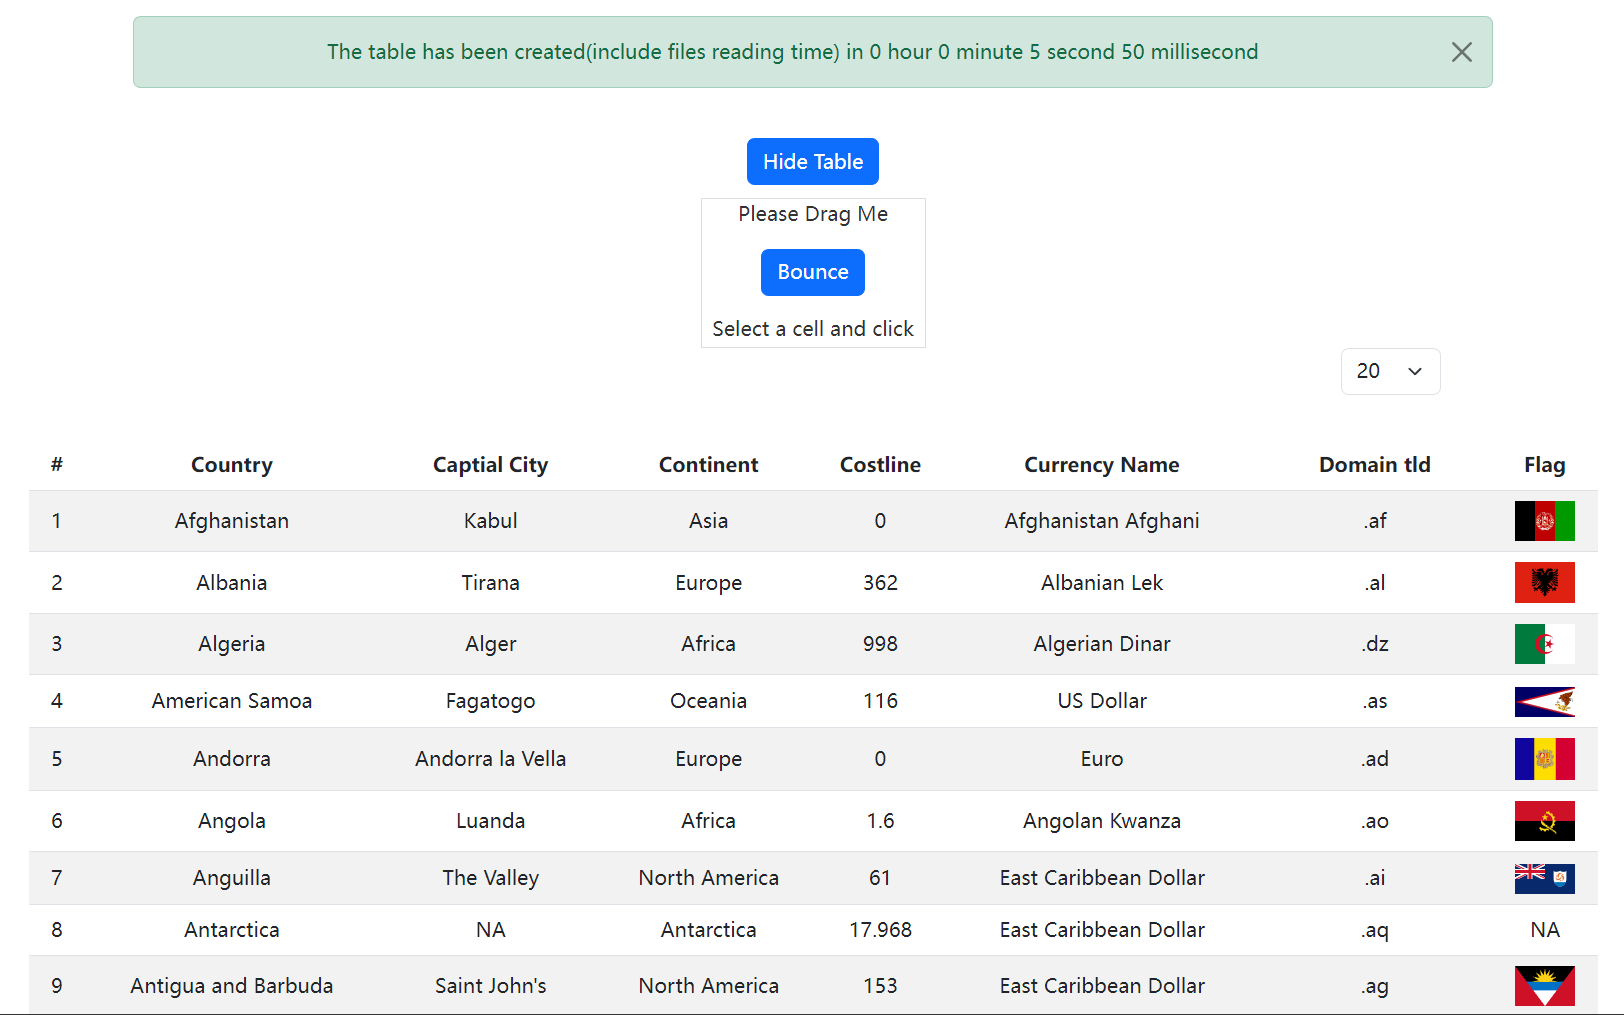 The table has been created(include files reading time) in 0 hour 0 minute 5 second 50 millisecond
Hide Table
Please Drag Me
Bounce
Select a cell and click
20
# Country Captial City Continent Costline Currency Name Domain tld Flag
1 Afghanistan Kabul Asia 0 Afghanistan Afghani .af
2 Albania Tirana Europe 362 Albanian Lek .al
3 Algeria Alger Africa 998 Algerian Dinar .dz
4 American Samoa Fagatogo Oceania 116 US Dollar .as
5 Andorra Andorra la Vella Europe 0 Euro .ad
6 Angola Luanda Africa 1.6 Angolan Kwanza .ao
7 Anguilla The Valley North America 61 East Caribbean Dollar .ai
8 Antarctica NA Antarctica 17.968 East Caribbean Dollar .aq NA
9 Antigua and Barbuda Saint John's North America 153 East Caribbean Dollar .ag